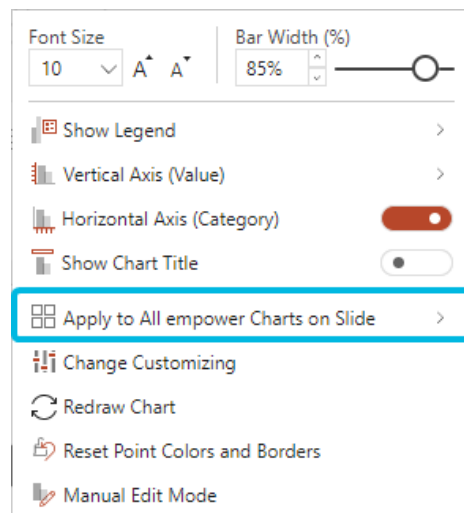 Font Size
Bar Width (%)
10
A
A
85%
Show Legend
Vertical Axis (Value)
Horizontal Axis (Category)
Show Chart Title
Apply to All empower Charts on Slide
Change Customizing
Redraw Chart
Reset Point Colors and Borders
Manual Edit Mode